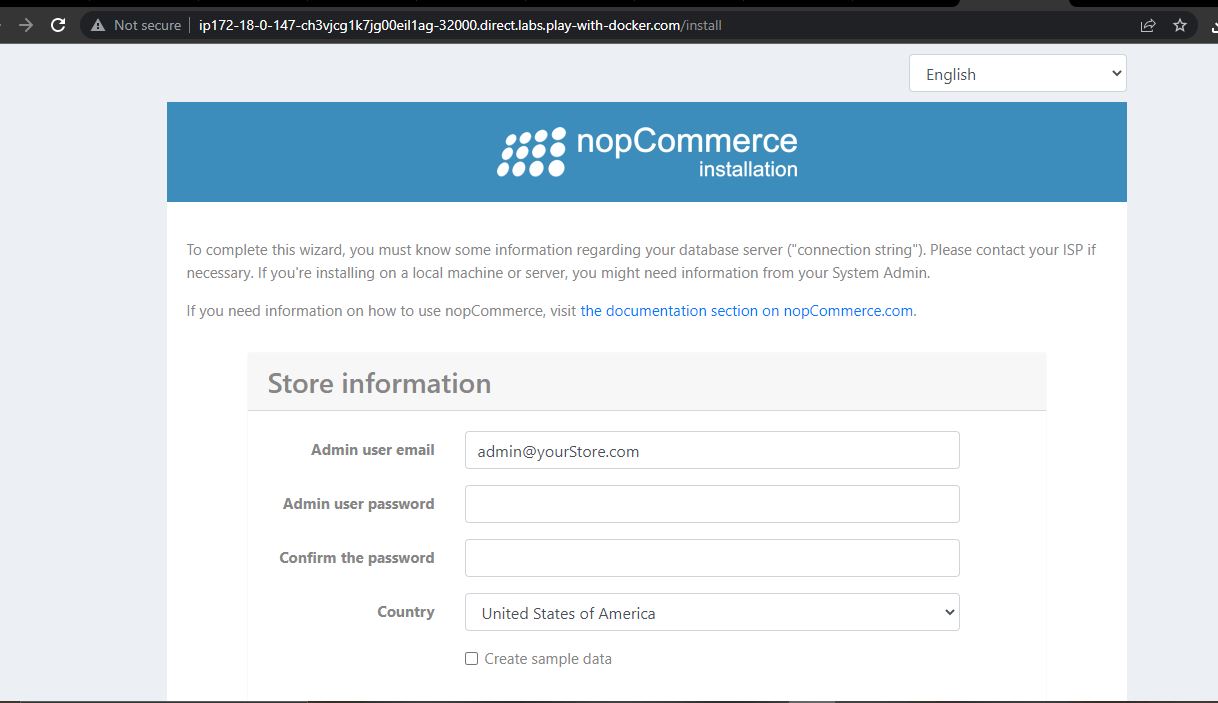 Not secure
ip172-18-0-147-ch3vjcg1k7jg00eil1ag-32000.direct.labs.play-with-docker.com/install
English
nopCommerce
installation
To complete this wizard, you must know some information regarding your database server ("connection string"). Please contact your ISP if
necessary. If you're installing on a local machine or server, you might need information from your System Admin.
If you need information on how to use nopCommerce, visit the documentation section on nopCommerce.com.
Store information
Admin user email
admin@yourStore.com
Admin user password
Confirm the password
Country
United States of America
Create sample data